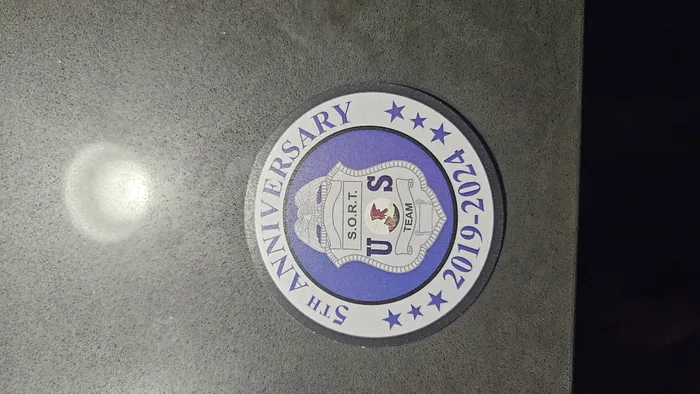 5TH ANNIVERSARY
S.O.R.T.
U S
TEAM
2019-2024